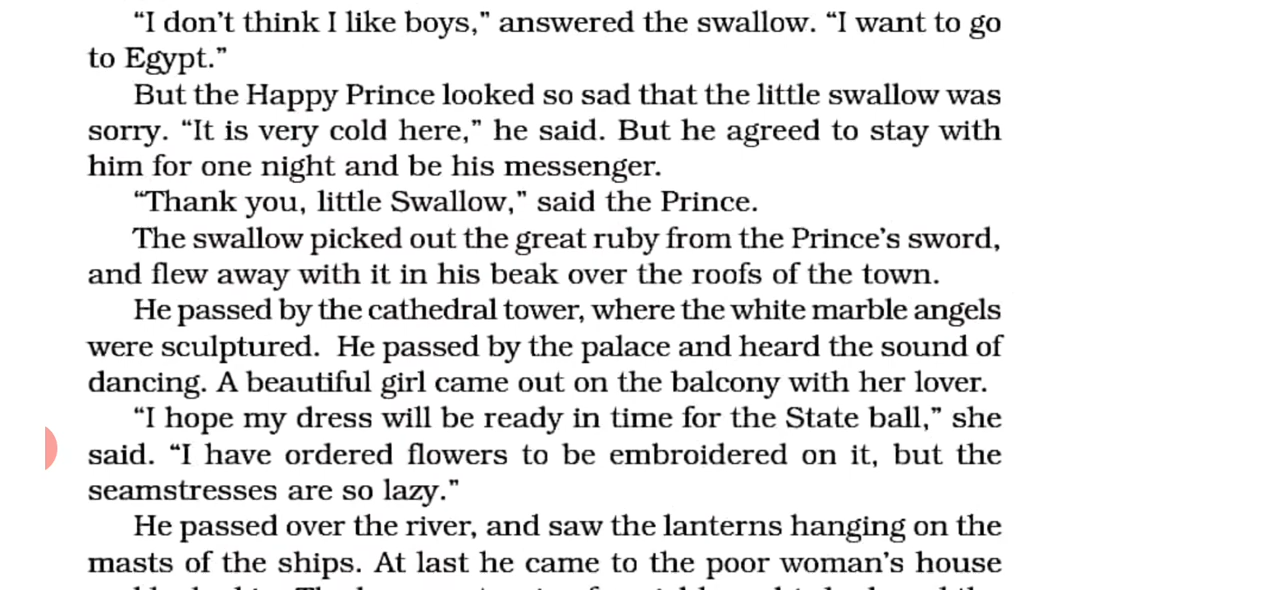 “I don’t think I like boys,” answered the swallow. “I want to go
to Egypt.”
But the Happy Prince looked so sad that the little swallow was
sorry. “It is very cold here,” he said. But he agreed to stay with
him for one night and be his messenger.
“Thank you, little Swallow,” said the Prince.
The swallow picked out the great ruby from the Prince’s sword,
and flew away with it in his beak over the roofs of the town.
He passed by the cathedral tower, where the white marble angels
were sculptured.  He passed by the palace and heard the sound of
dancing. A beautiful girl came out on the balcony with her lover.
“I hope my dress will be ready in time for the State ball,” she
said. “I have ordered flowers to be embroidered on it, but the
seamstresses are so lazy.”
He passed over the river, and saw the lanterns hanging on the
masts of the ships. At last he came to the poor woman’s house